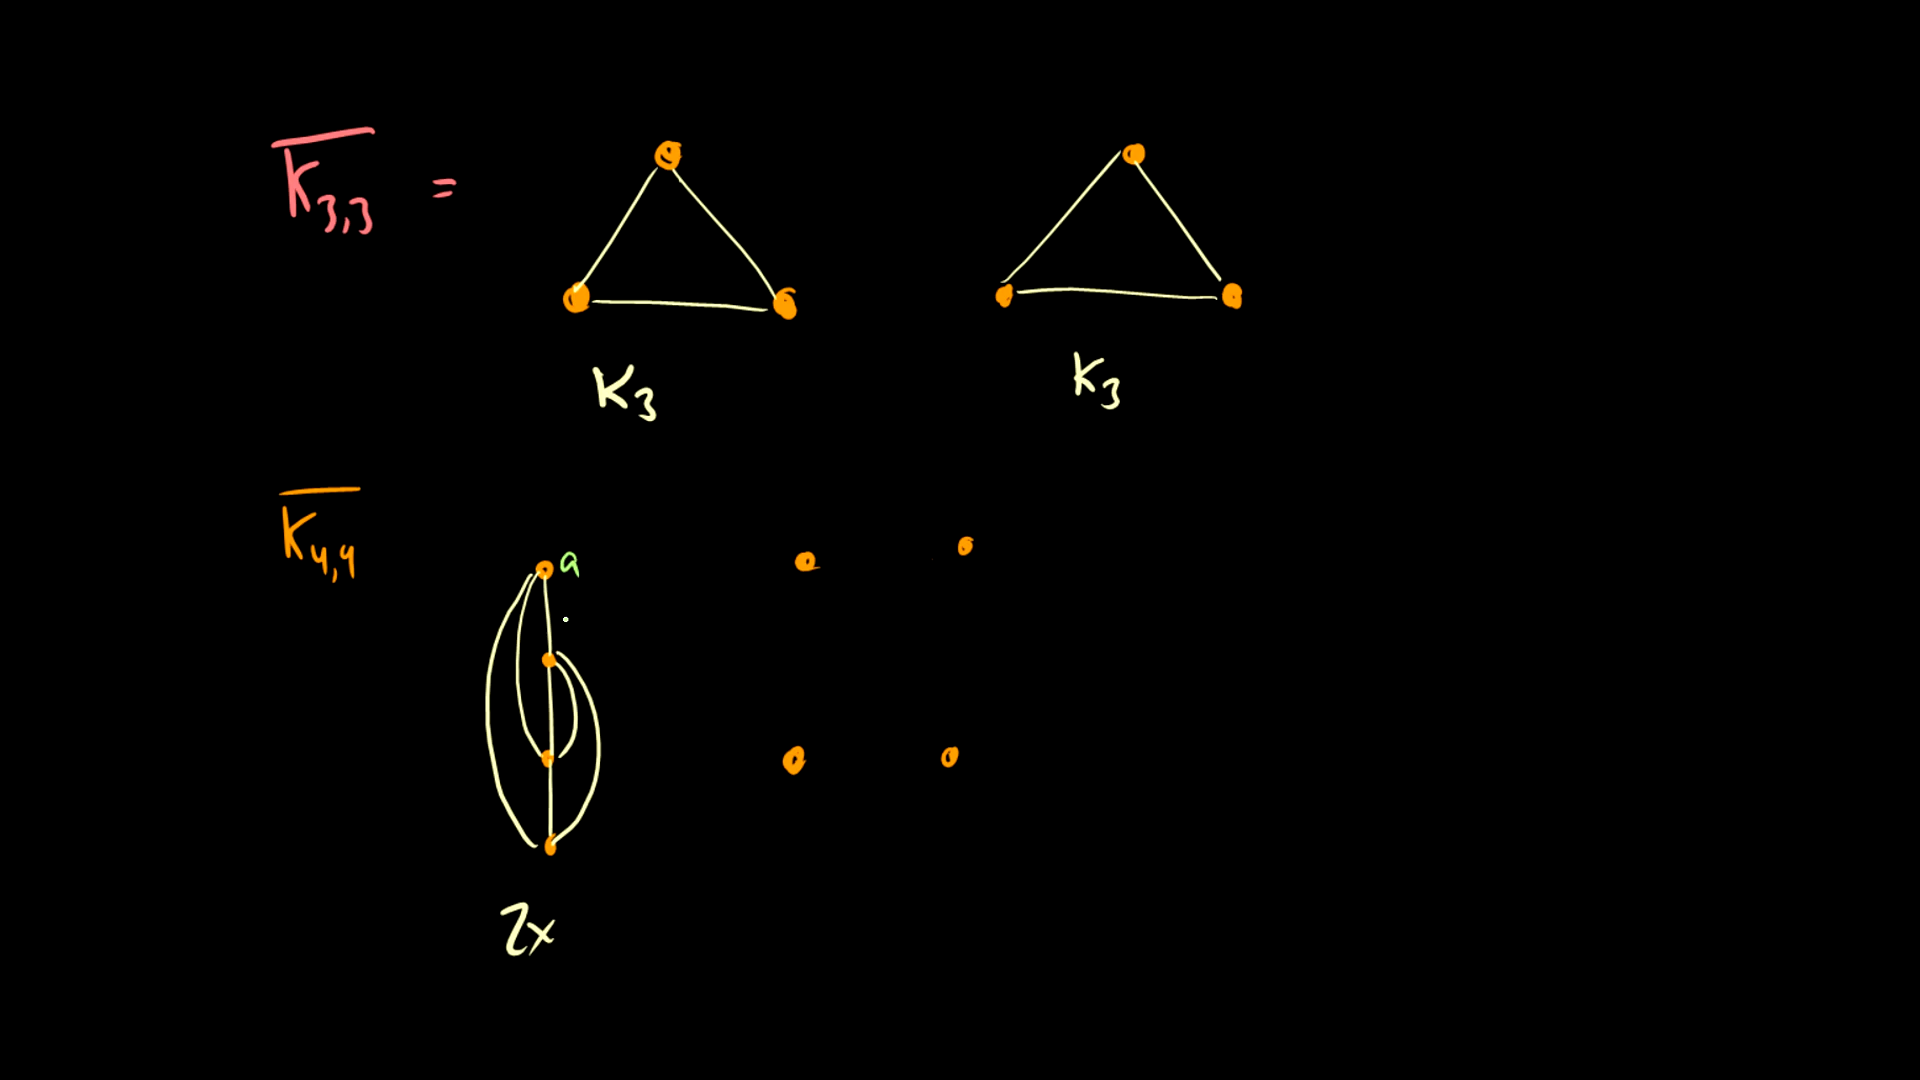 K̅₃,₃ =
K₃
K₃
K̅₄,₄
a
2x